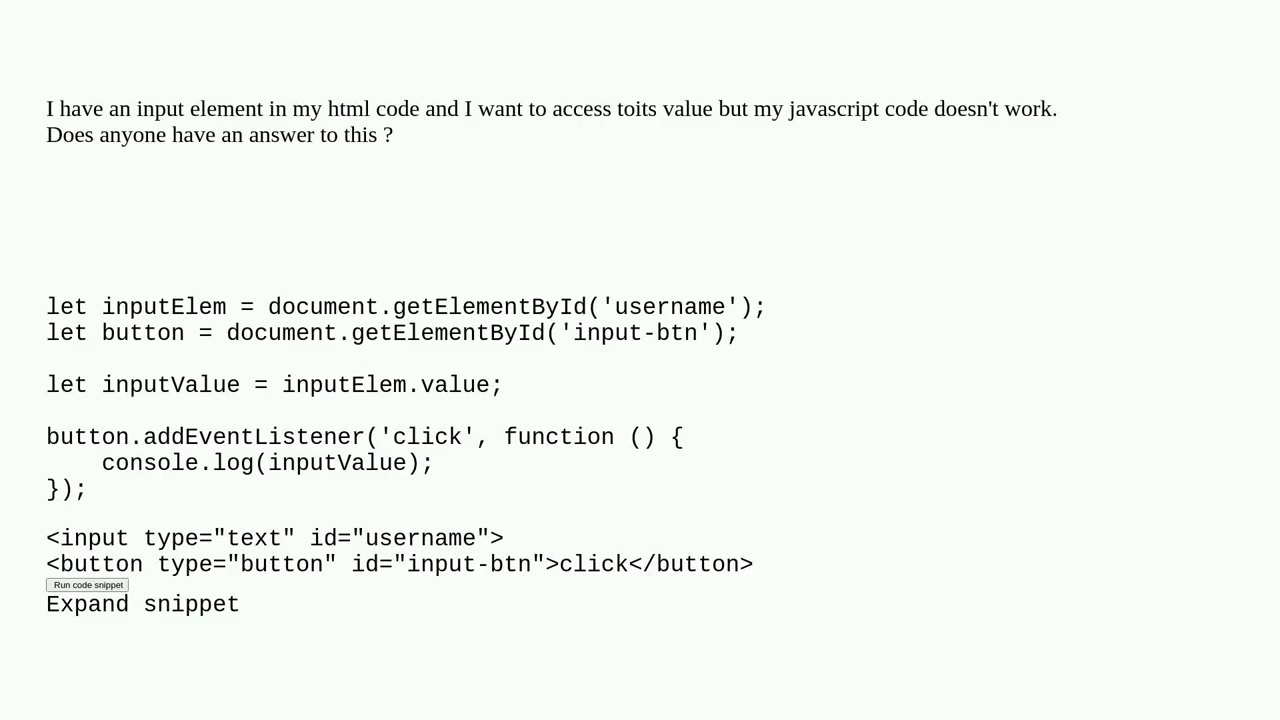 I have an input element in my html code and I want to access toits value but my javascript code doesn't work.
Does anyone have an answer to this ?
let inputElem = document.getElementById('username');
let button = document.getElementById('input-btn');
let inputValue = inputElem.value;
button.addEventListener('click', function () {
    console.log(inputValue);
});
<input type="text" id="username">
<button type="button" id="input-btn">click</button>
Run code snippet
Expand snippet